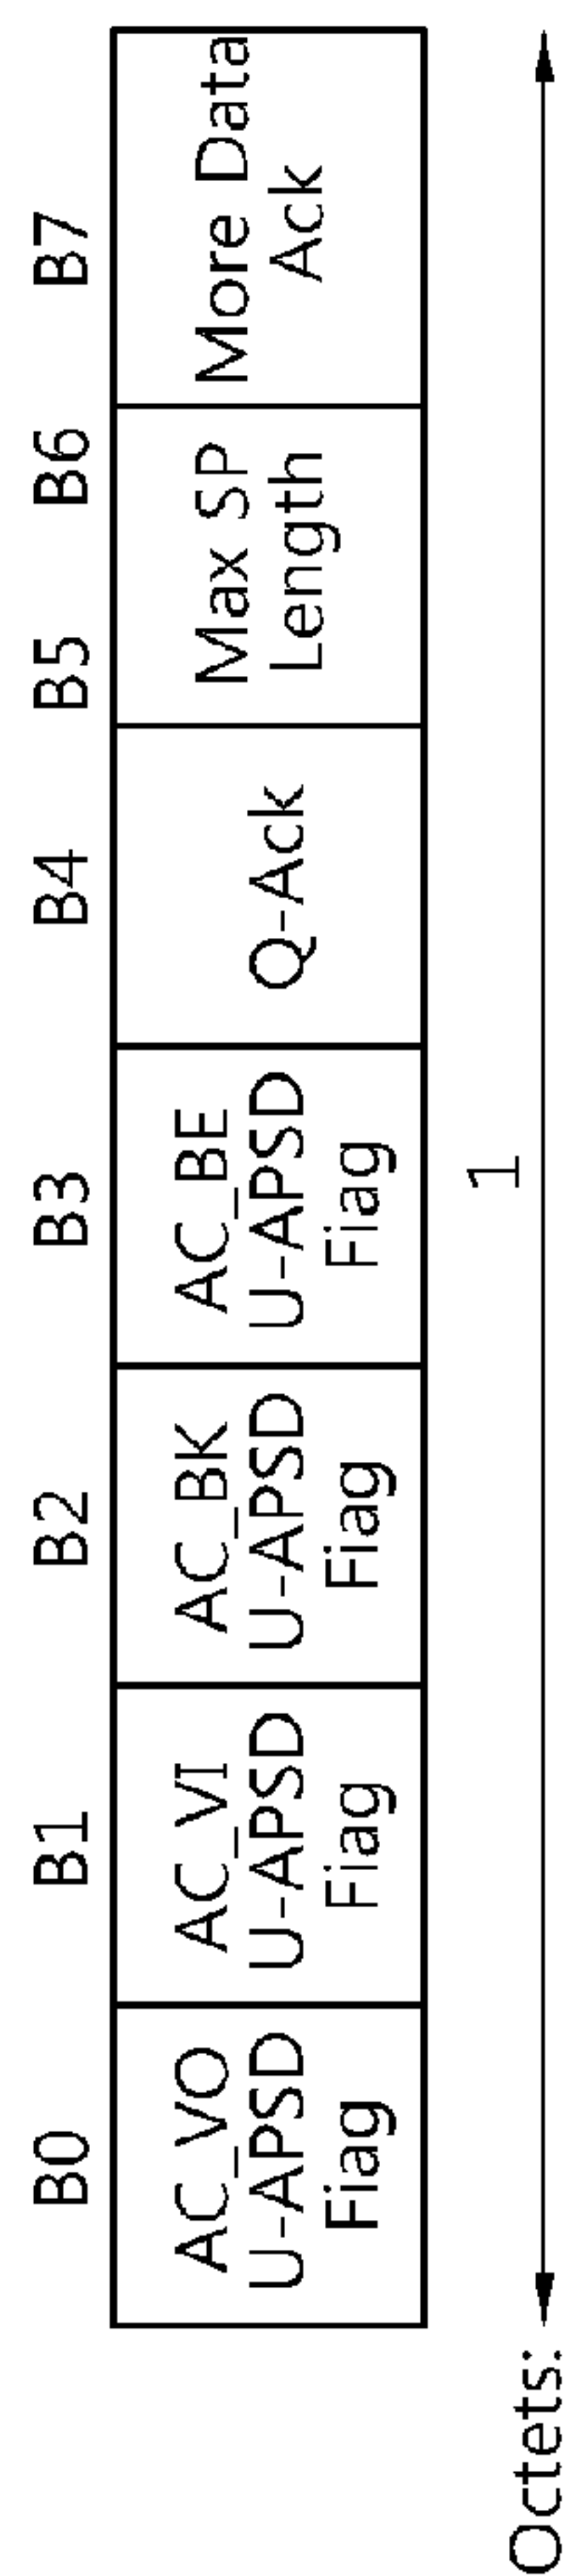 B0 B1 B2 B3 B4 B5 B6 B7
AC_VO
U-APSD
Fiag
AC_VI
U-APSD
Fiag
AC_BK
U-APSD
Fiag
AC_BE
U-APSD
Fiag
Q-Ack
Max SP
Length
More Data
Ack
Octets: 1